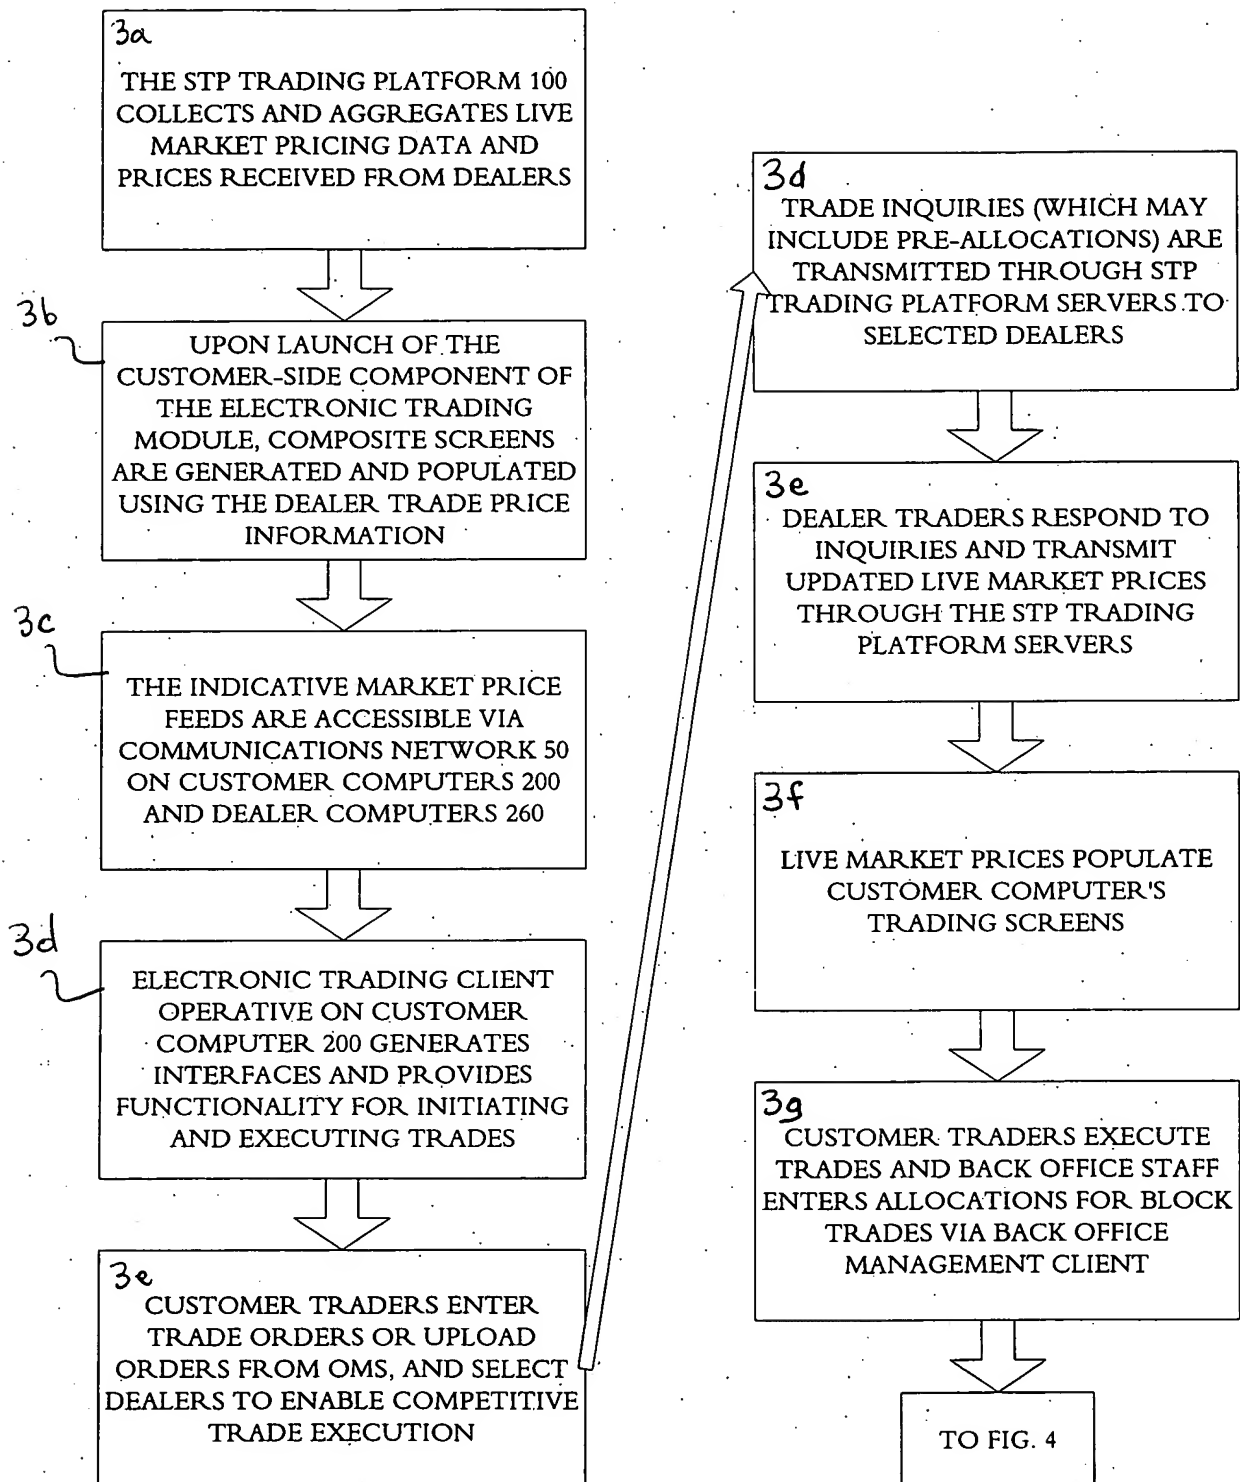 3a
THE STP TRADING PLATFORM 100
COLLECTS AND AGGREGATES LIVE
MARKET PRICING DATA AND
PRICES RECEIVED FROM DEALERS
3b
UPON LAUNCH OF THE
CUSTOMER-SIDE COMPONENT OF
THE ELECTRONIC TRADING
MODULE, COMPOSITE SCREENS
ARE GENERATED AND POPULATED
USING THE DEALER TRADE PRICE
INFORMATION
3c
THE INDICATIVE MARKET PRICE
FEEDS ARE ACCESSIBLE VIA
COMMUNICATIONS NETWORK 50
ON CUSTOMER COMPUTERS 200
AND DEALER COMPUTERS 260
3d
ELECTRONIC TRADING CLIENT
OPERATIVE ON CUSTOMER
COMPUTER 200 GENERATES
INTERFACES AND PROVIDES
FUNCTIONALITY FOR INITIATING
AND EXECUTING TRADES
3e
CUSTOMER TRADERS ENTER
TRADE ORDERS OR UPLOAD
ORDERS FROM OMS, AND SELECT
DEALERS TO ENABLE COMPETITIVE
TRADE EXECUTION
3d
TRADE INQUIRIES (WHICH MAY
INCLUDE PRE-ALLOCATIONS) ARE
TRANSMITTED THROUGH STP
TRADING PLATFORM SERVERS TO
SELECTED DEALERS
3e
DEALER TRADERS RESPOND TO
INQUIRIES AND TRANSMIT
UPDATED LIVE MARKET PRICES
THROUGH THE STP TRADING
PLATFORM SERVERS
3f
LIVE MARKET PRICES POPULATE
CUSTOMER COMPUTER'S
TRADING SCREENS
3g
CUSTOMER TRADERS EXECUTE
TRADES AND BACK OFFICE STAFF
ENTERS ALLOCATIONS FOR BLOCK
TRADES VIA BACK OFFICE
MANAGEMENT CLIENT
TO FIG. 4